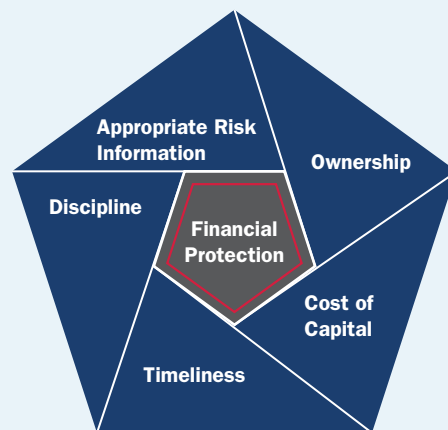 Appropriate Risk
Information
Ownership
Discipline
Financial
Protection
Cost of
Capital
Timeliness